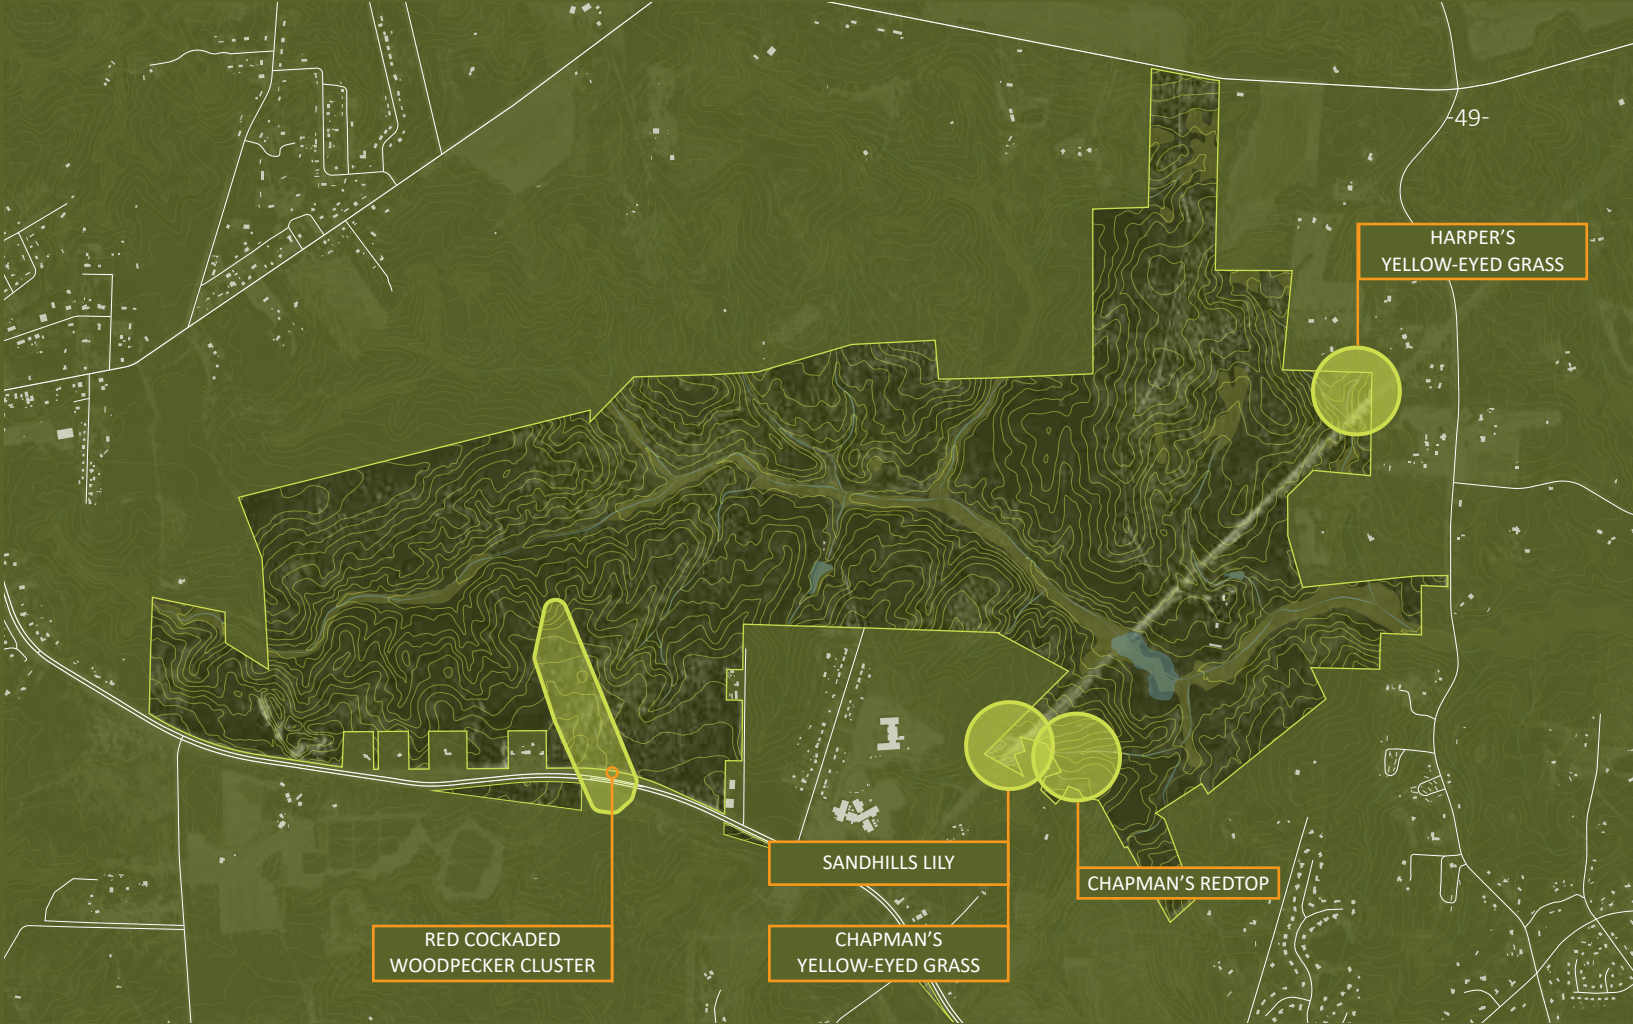 -49-
HARPER'S
YELLOW-EYED GRASS
SANDHILLS LILY
CHAPMAN'S REDTOP
RED COCKADED
WOODPECKER CLUSTER
CHAPMAN'S
YELLOW-EYED GRASS